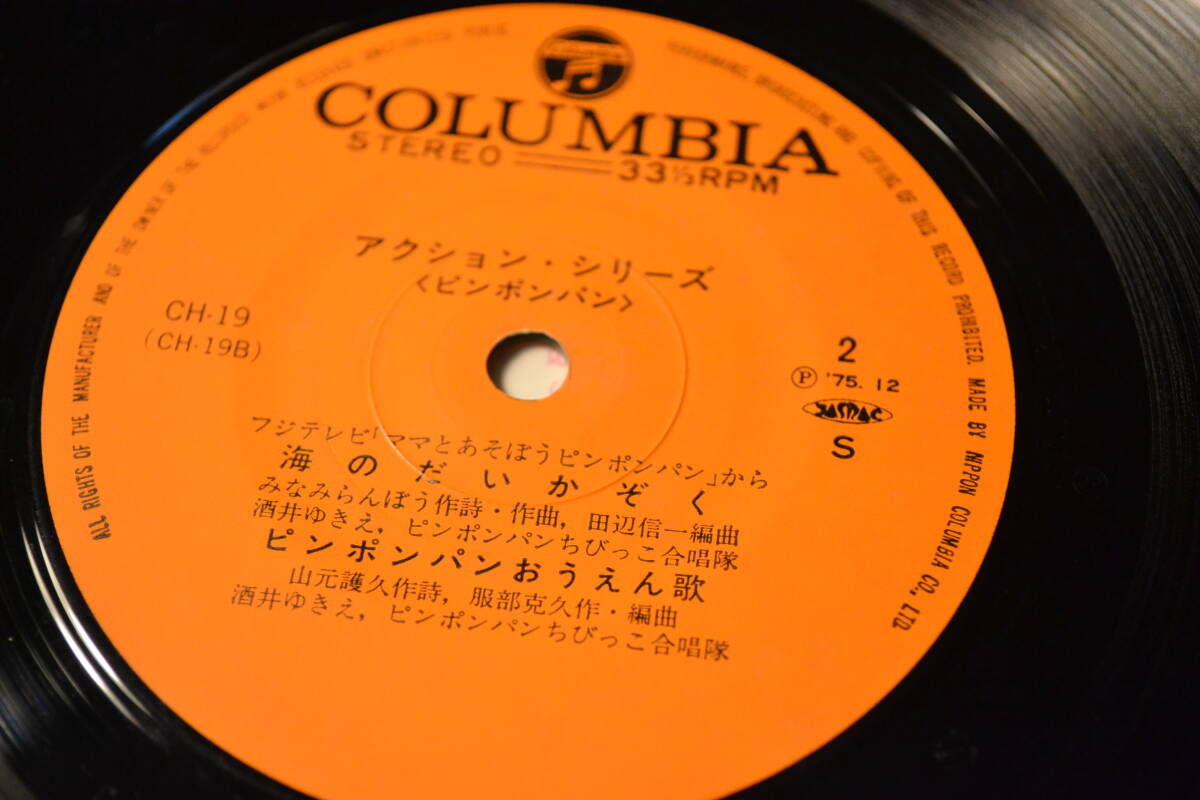 COLUMBIA
STEREO 33⅓RPM
アクション・シリーズ
〈ピンポンパン〉
CH-19
(CH-19B)
2
Ⓟ '75. 12
JASRAC
S
フジテレビ「ママとあそぼうピンポンパン」から
海のだいかぞく
みなみらんぼう作詩・作曲, 田辺信一編曲
酒井ゆきえ, ピンポンパンちびっこ合唱隊
ピンポンパンおうえん歌
山元護久作詩, 服部克久作・編曲
酒井ゆきえ, ピンポンパンちびっこ合唱隊
ALL RIGHTS OF THE MANUFACTURER AND OF THE OWNER OF THE RECORDED WORK RESERVED
COPYING OF THIS RECORD PROHIBITED. MADE BY NIPPON COLUMBIA CO., LTD.